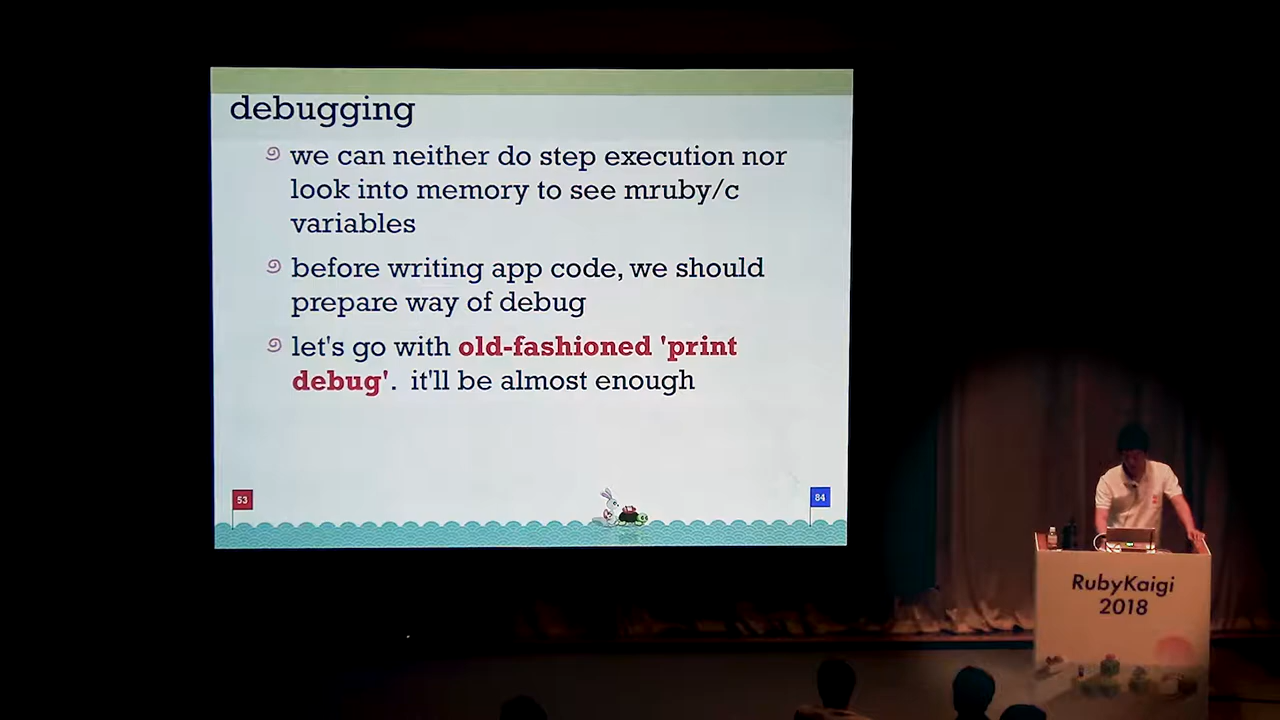 debugging
we can neither do step execution nor
look into memory to see mruby/c
variables
before writing app code, we should
prepare way of debug
let's go with old-fashioned 'print
debug'. it'll be almost enough
53
84
RubyKaigi
2018